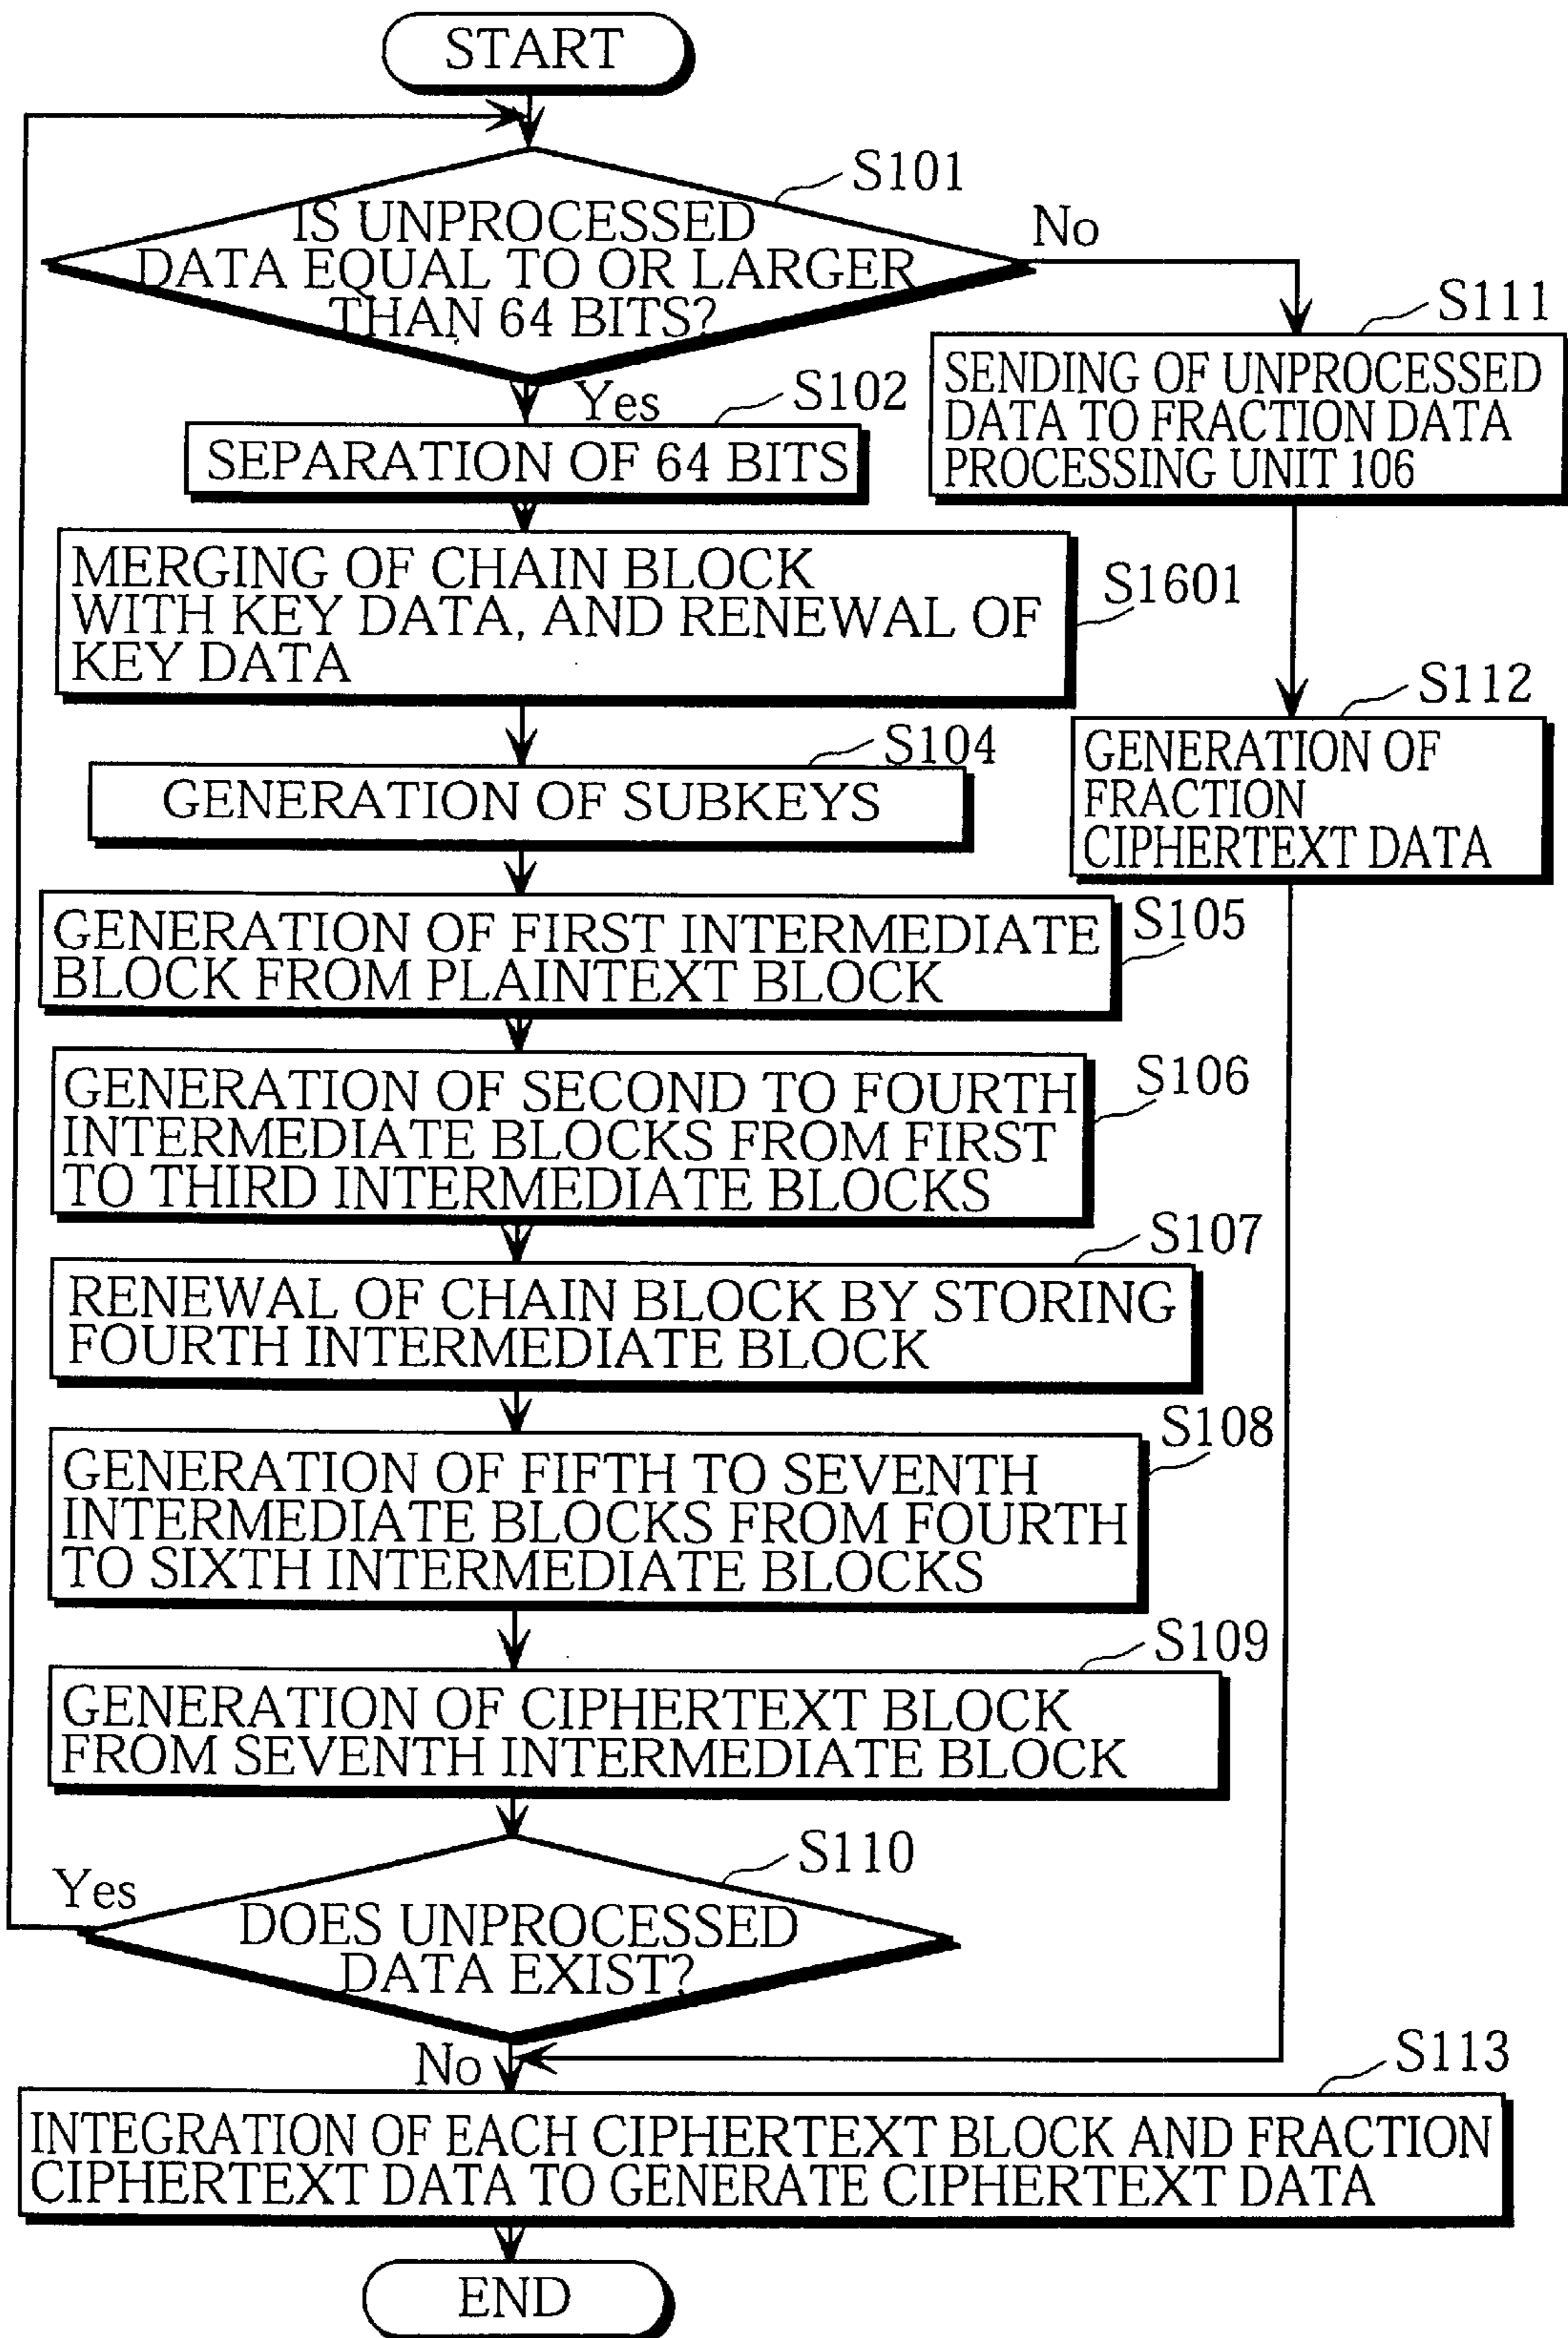 START
S101
IS UNPROCESSED
DATA EQUAL TO OR LARGER
THAN 64 BITS?
No
Yes
S102
SEPARATION OF 64 BITS
S111
SENDING OF UNPROCESSED
DATA TO FRACTION DATA
PROCESSING UNIT 106
MERGING OF CHAIN BLOCK
WITH KEY DATA, AND RENEWAL OF
KEY DATA
S1601
S112
GENERATION OF
FRACTION
CIPHERTEXT DATA
S104
GENERATION OF SUBKEYS
GENERATION OF FIRST INTERMEDIATE
BLOCK FROM PLAINTEXT BLOCK
S105
GENERATION OF SECOND TO FOURTH
INTERMEDIATE BLOCKS FROM FIRST
TO THIRD INTERMEDIATE BLOCKS
S106
S107
RENEWAL OF CHAIN BLOCK BY STORING
FOURTH INTERMEDIATE BLOCK
S108
GENERATION OF FIFTH TO SEVENTH
INTERMEDIATE BLOCKS FROM FOURTH
TO SIXTH INTERMEDIATE BLOCKS
S109
GENERATION OF CIPHERTEXT BLOCK
FROM SEVENTH INTERMEDIATE BLOCK
S110
Yes
DOES UNPROCESSED
DATA EXIST?
No
S113
INTEGRATION OF EACH CIPHERTEXT BLOCK AND FRACTION
CIPHERTEXT DATA TO GENERATE CIPHERTEXT DATA
END